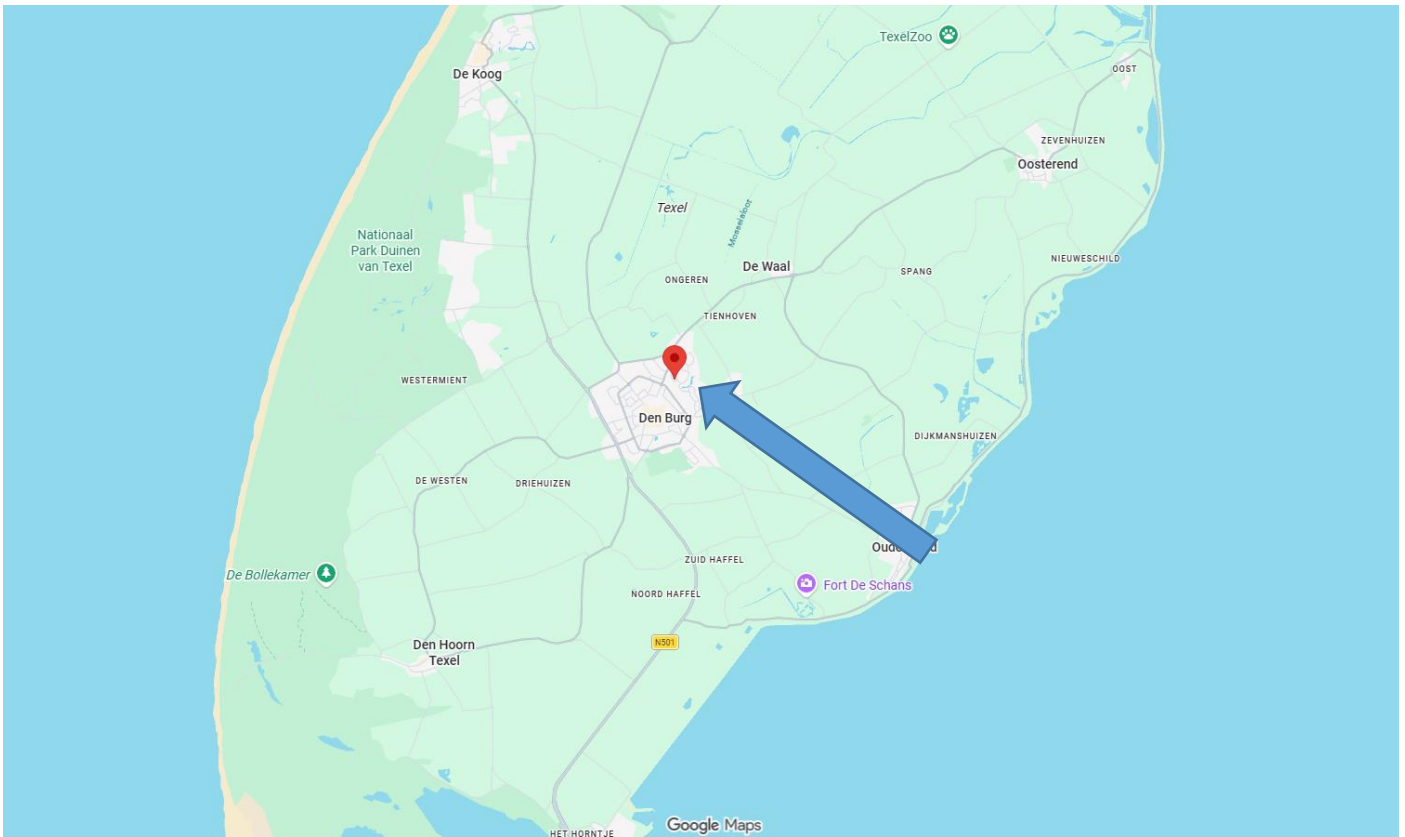 TexelZoo
De Koog
OOST
ZEVENHUIZEN
Oosterend
Texel
Nationaal
Park Duinen
van Texel
De Waal
NIEUWESCHILD
SPANG
ONGEREN
TIENHOVEN
WESTERMIENT
Den Burg
DIJKMANSHUIZEN
DE WESTEN
DRIEHUIZEN
ZUID HAFFEL
De Bollekamer
Fort De Schans
NOORD HAFFEL
N501
Den Hoorn
Texel
Google Maps
HET HORNTJE